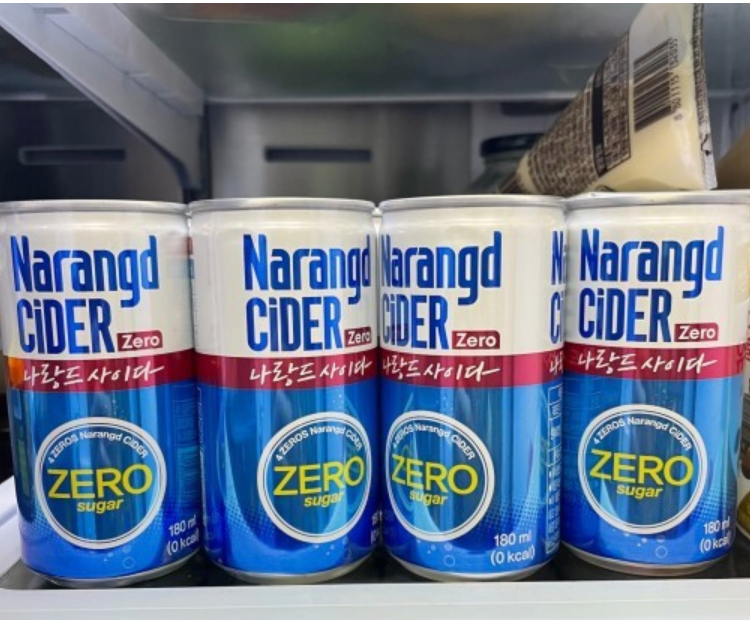 Narangd
CiDER Zero
나랑드 사이다
4 ZEROS Narangd CiDER
ZERO
sugar
180 ml
(0 kcal)
Narangd
CiDER Zero
나랑드 사이다
4 ZEROS Narangd CiDER
ZERO
sugar
Narangd
CiDER Zero
나랑드 사이다
4 ZEROS Narangd CiDER
ZERO
sugar
180 ml
(0 kcal)
Narangd
CiDER Zero
나랑드 사이다
4 ZEROS Narangd CiDER
ZERO
sugar
180 ml
(0 kcal)